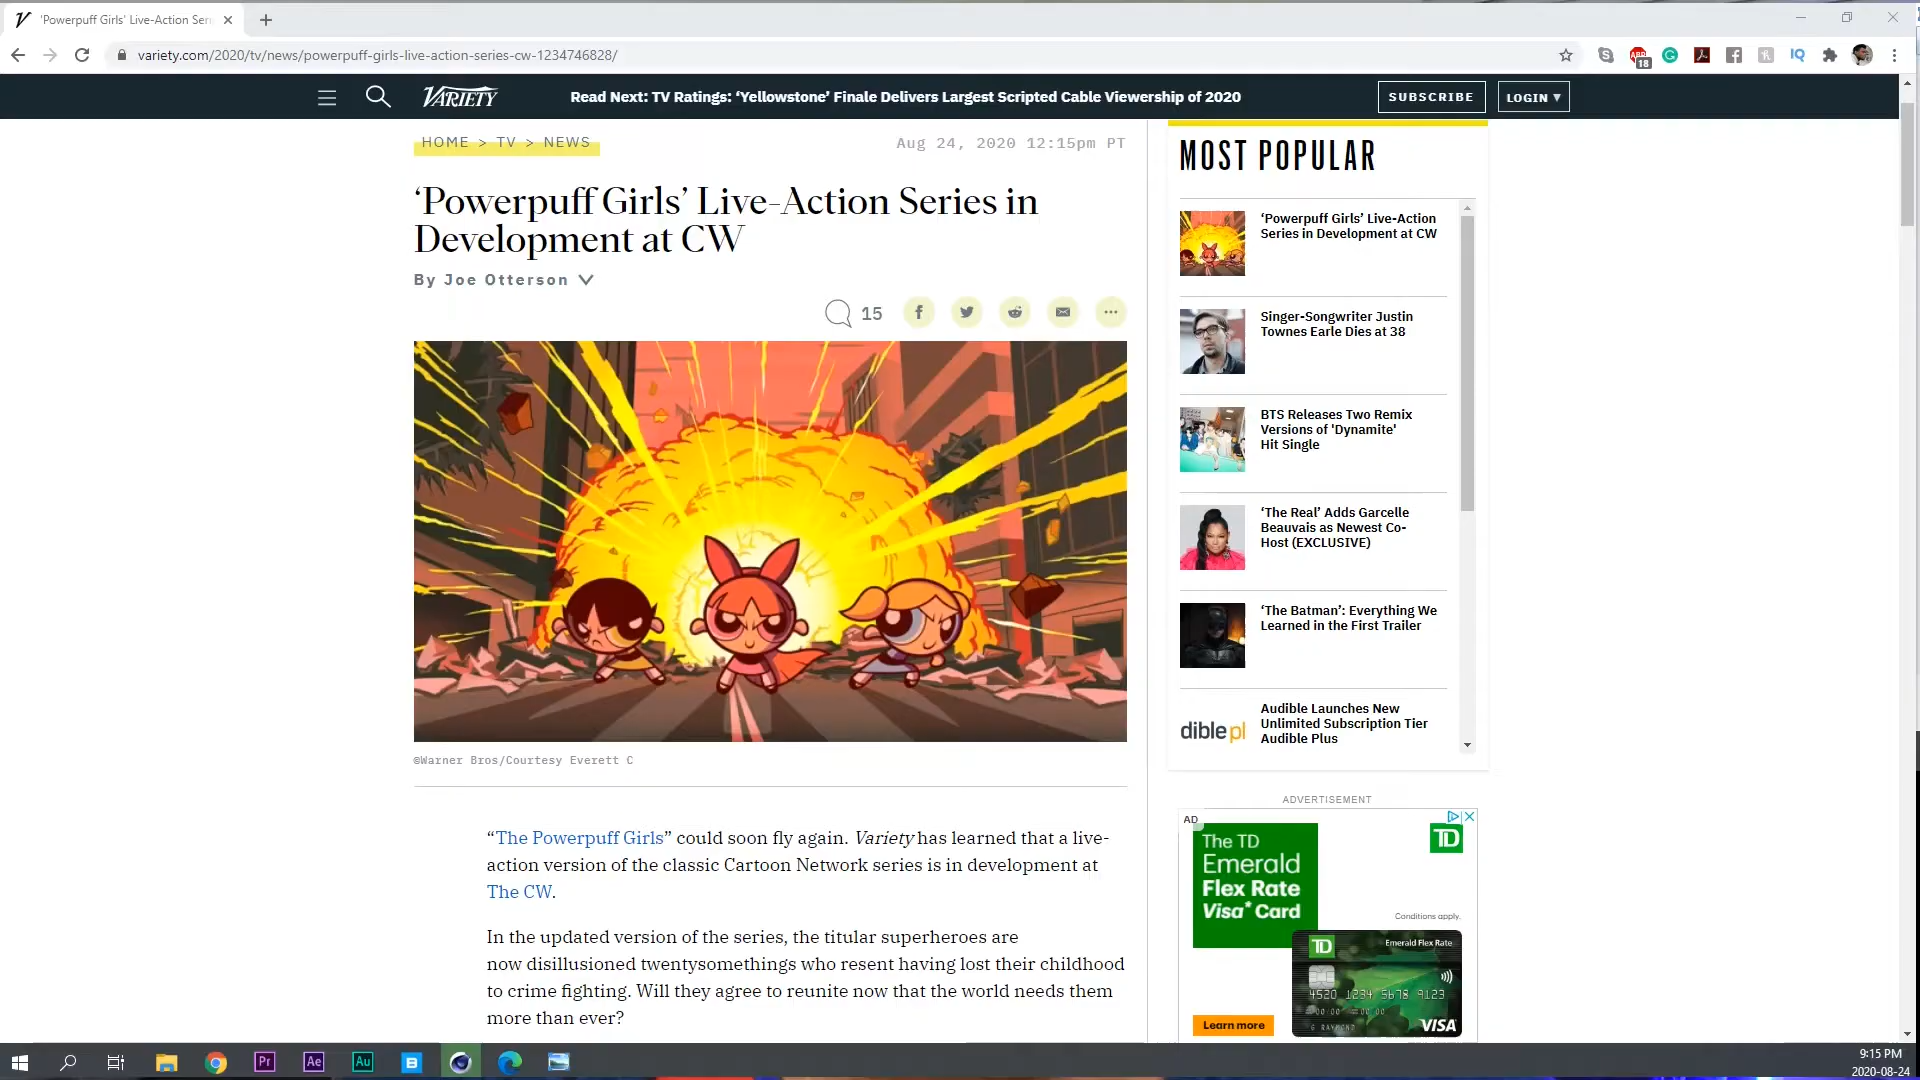 'Powerpuff Girls' Live-Action Seri
variety.com/2020/tv/news/powerpuff-girls-live-action-series-cw-1234746828/
ABP
18
IQ
VARIETY
Read Next: TV Ratings: ‘Yellowstone’ Finale Delivers Largest Scripted Cable Viewership of 2020
SUBSCRIBE
LOGIN ▾
HOME > TV > NEWS
Aug 24, 2020 12:15pm PT
‘Powerpuff Girls’ Live-Action Series in
Development at CW
By Joe Otterson
15
©Warner Bros/Courtesy Everett C
“The Powerpuff Girls” could soon fly again. Variety has learned that a live-
action version of the classic Cartoon Network series is in development at
The CW.
In the updated version of the series, the titular superheroes are
now disillusioned twentysomethings who resent having lost their childhood
to crime fighting. Will they agree to reunite now that the world needs them
more than ever?
MOST POPULAR
‘Powerpuff Girls’ Live-Action
Series in Development at CW
Singer-Songwriter Justin
Townes Earle Dies at 38
BTS Releases Two Remix
Versions of 'Dynamite'
Hit Single
‘The Real’ Adds Garcelle
Beauvais as Newest Co-
Host (EXCLUSIVE)
‘The Batman’: Everything We
Learned in the First Trailer
dible pl
Audible Launches New
Unlimited Subscription Tier
Audible Plus
ADVERTISEMENT
AD
The TD
Emerald
Flex Rate
Visa* Card
TD
Conditions apply.
TD
Emerald Flex Rate
4520 1234 5678 9123
G RAYMOND
VISA
Learn more
Pr
Ae
Au
B
9:15 PM
2020-08-24